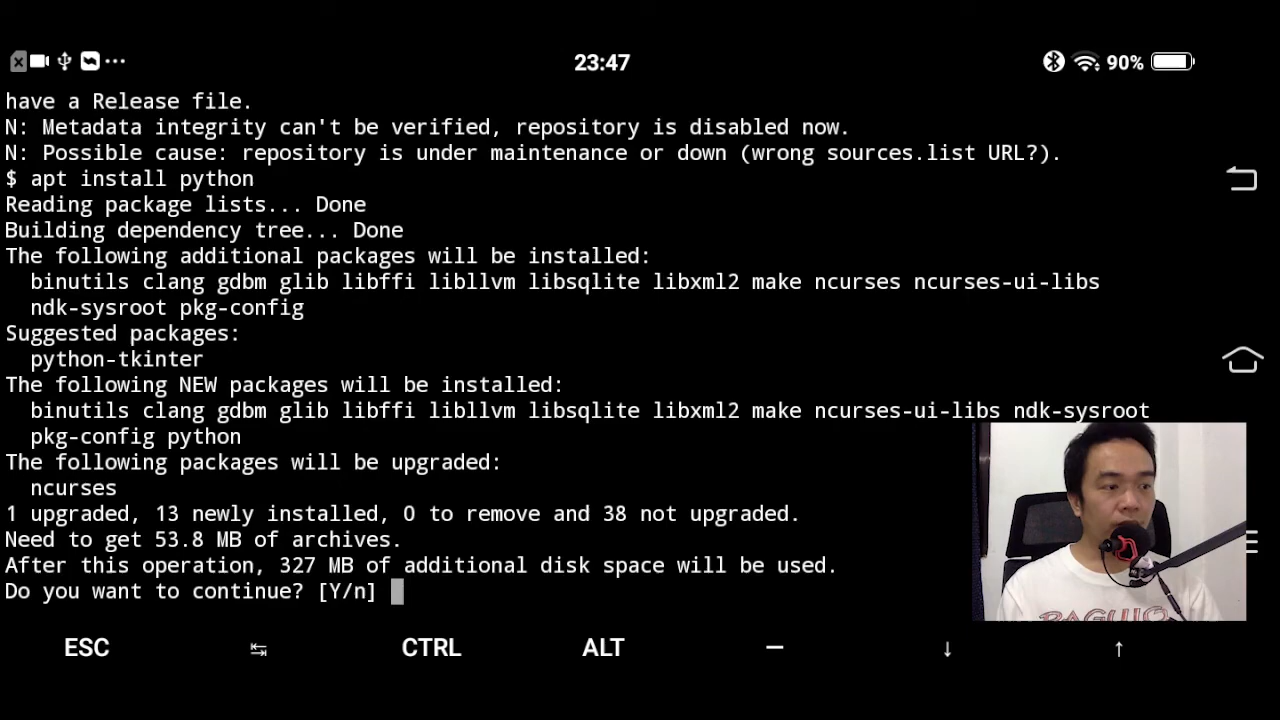 23:47
90%
have a Release file.
N: Metadata integrity can't be verified, repository is disabled now.
N: Possible cause: repository is under maintenance or down (wrong sources.list URL?).
$ apt install python
Reading package lists... Done
Building dependency tree... Done
The following additional packages will be installed:
binutils clang gdbm glib libffi libllvm libsqlite libxml2 make ncurses ncurses-ui-libs
ndk-sysroot pkg-config
Suggested packages:
python-tkinter
The following NEW packages will be installed:
binutils clang gdbm glib libffi libllvm libsqlite libxml2 make ncurses-ui-libs ndk-sysroot
pkg-config python
The following packages will be upgraded:
ncurses
1 upgraded, 13 newly installed, 0 to remove and 38 not upgraded.
Need to get 53.8 MB of archives.
After this operation, 327 MB of additional disk space will be used.
Do you want to continue? [Y/n]
BAGUIO
ESC ↹ CTRL ALT — ↓ ↑